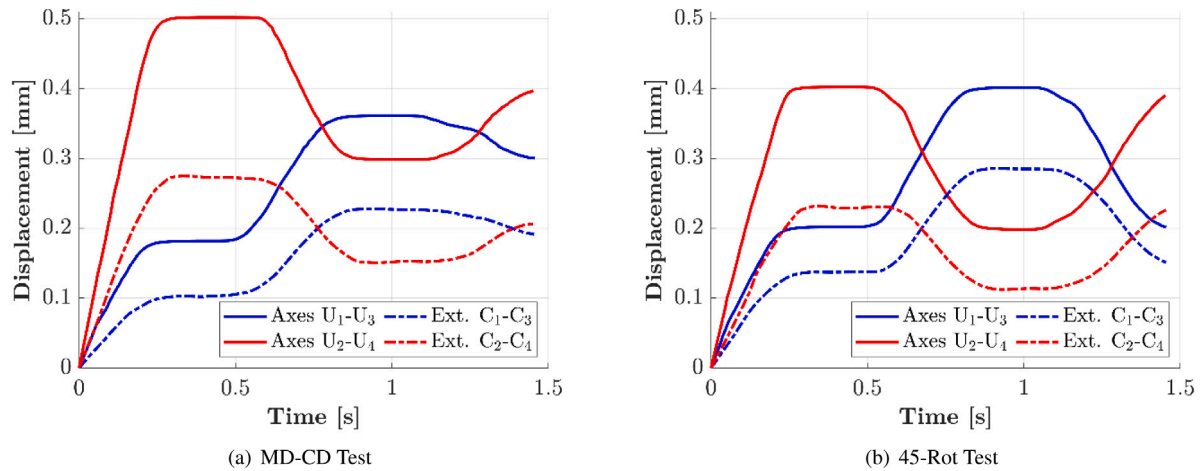 0.5
0.4
0.3
0.2
0.1
0
Displacement [mm]
Axes U₁-U₃ Ext. C₁-C₃
Axes U₂-U₄ Ext. C₂-C₄
0 0.5 1 1.5
Time [s]
(a) MD-CD Test
0.5
0.4
0.3
0.2
0.1
0
Displacement [mm]
Axes U₁-U₃ Ext. C₁-C₃
Axes U₂-U₄ Ext. C₂-C₄
0 0.5 1 1.5
Time [s]
(b) 45-Rot Test